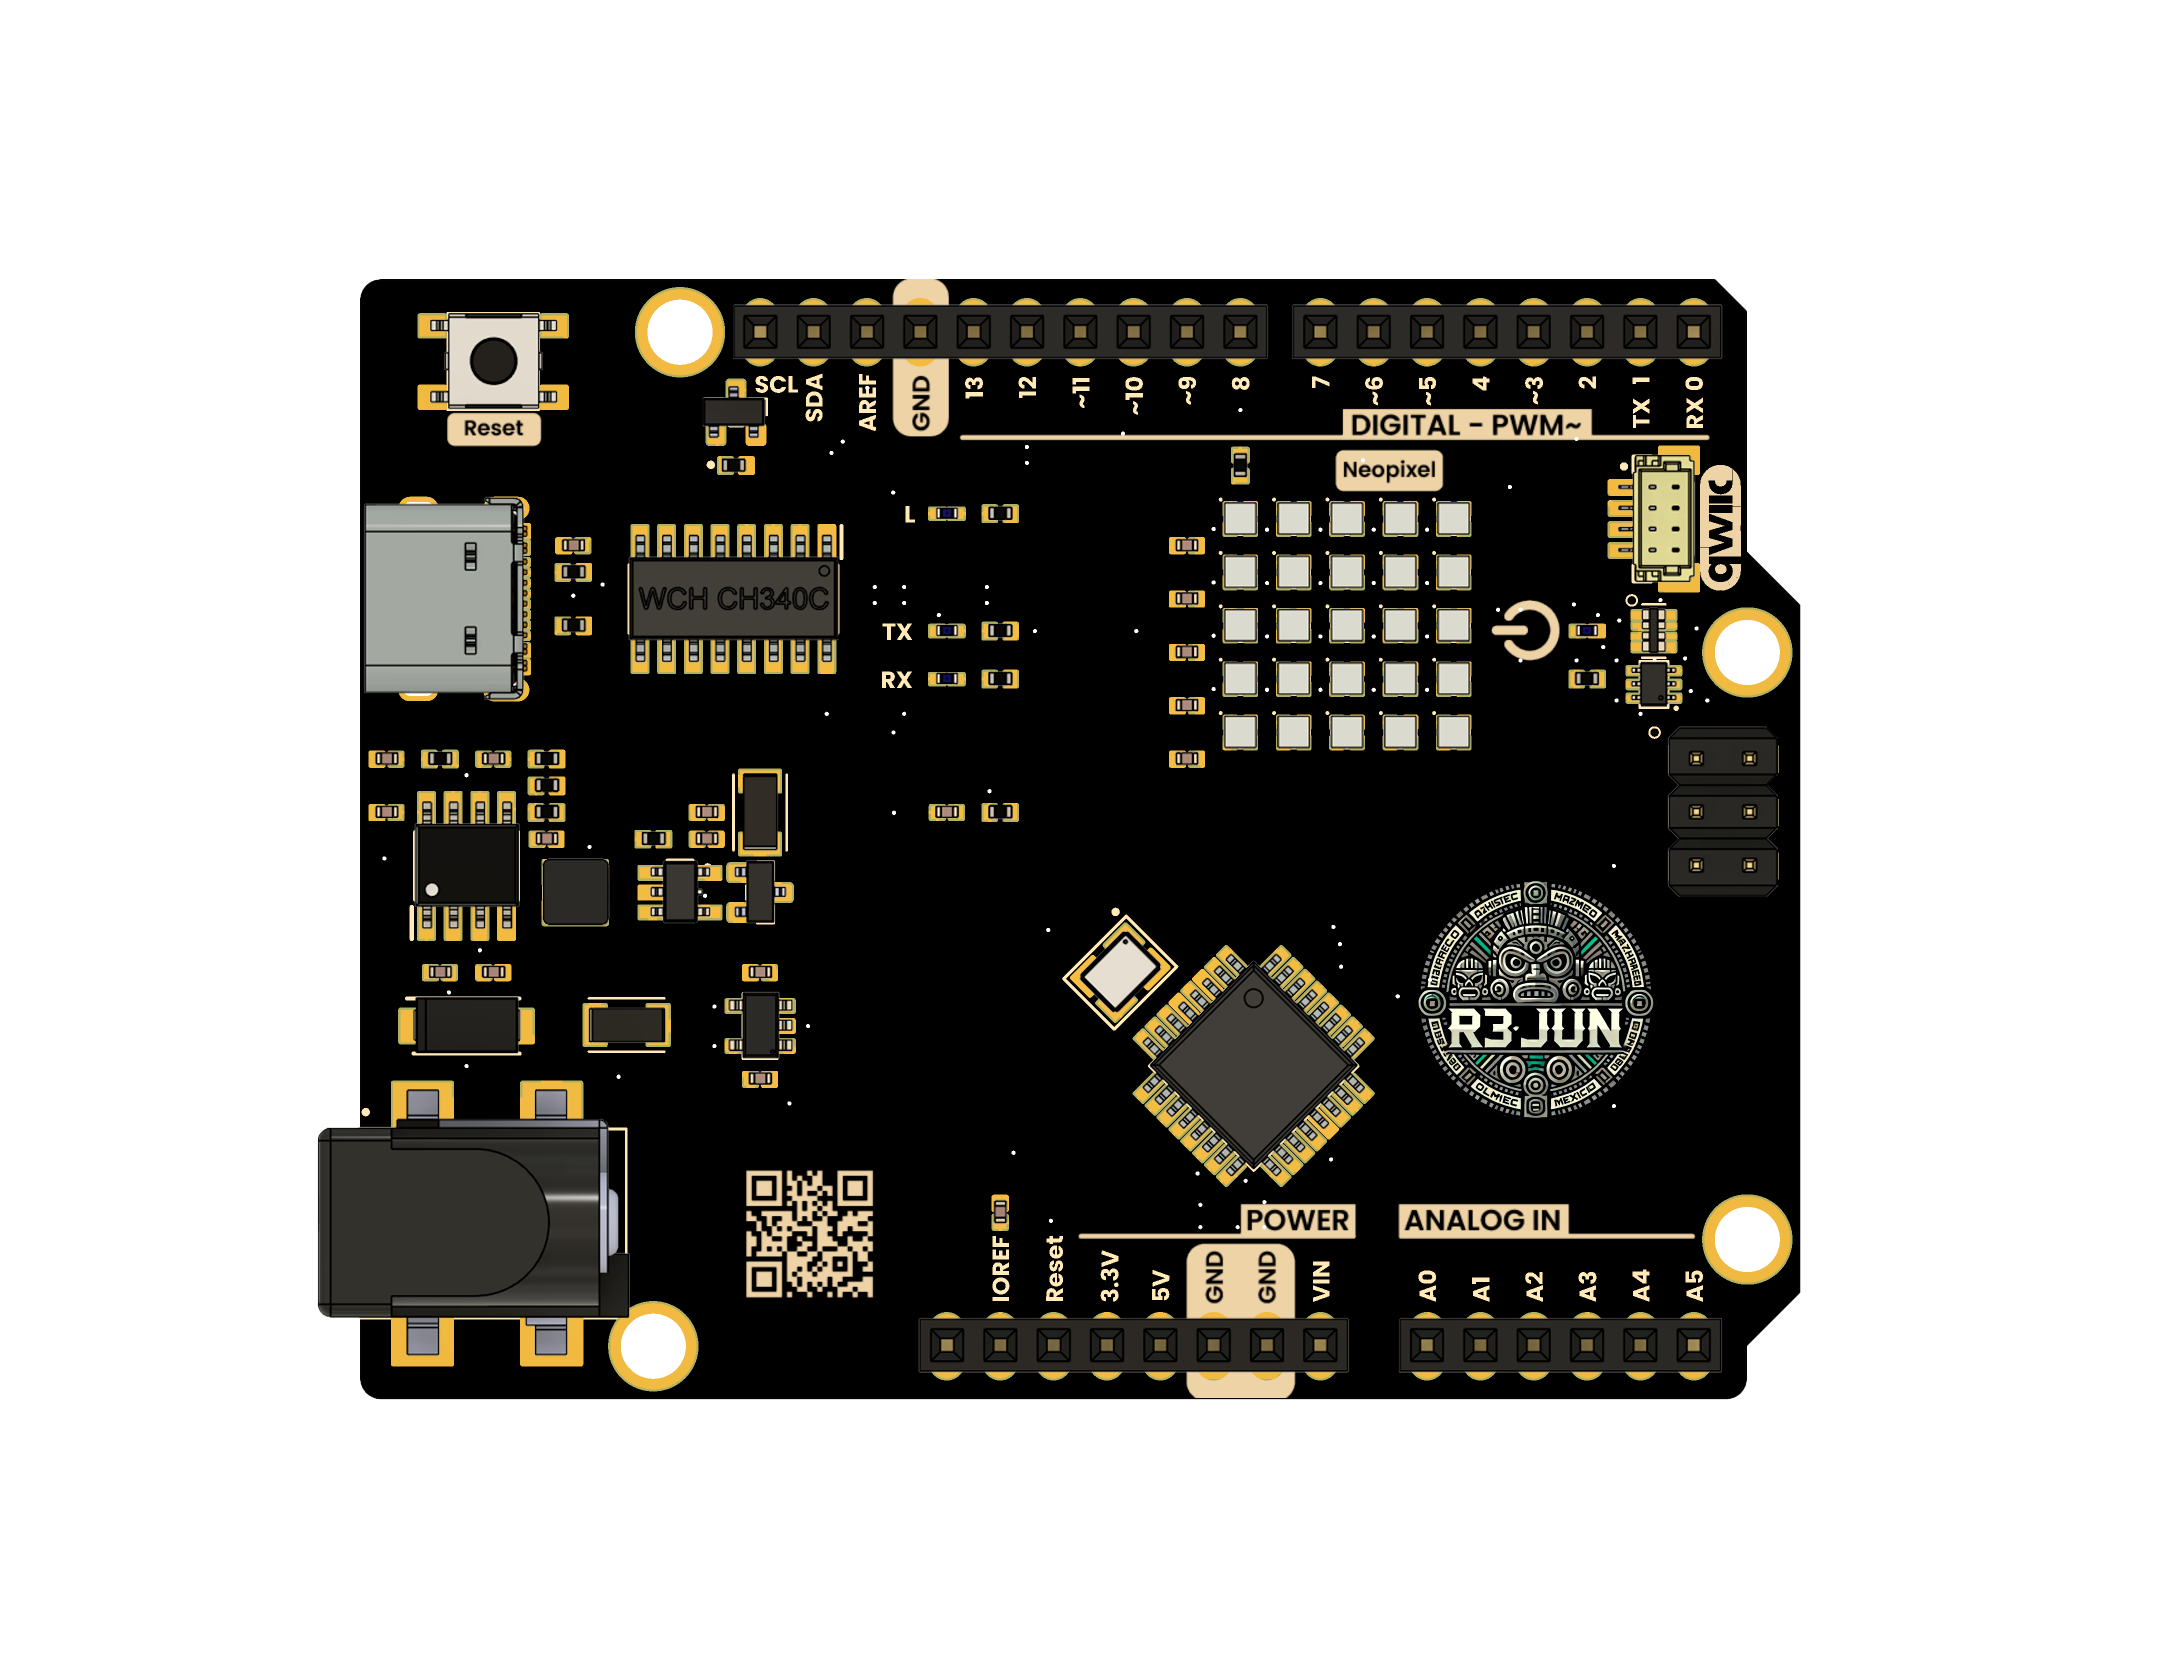 Reset
SCL
SDA
AREF
GND
13
12
~11
~10
~9
8
7
~6
~5
4
~3
2
TX 1
RX 0
DIGITAL - PWM~
Neopixel
qwiic
L
WCH CH340C
TX
RX
R3JUN
OLMEC
MEXICO
POWER
ANALOG IN
IOREF
Reset
3.3V
5V
GND
GND
VIN
A0
A1
A2
A3
A4
A5